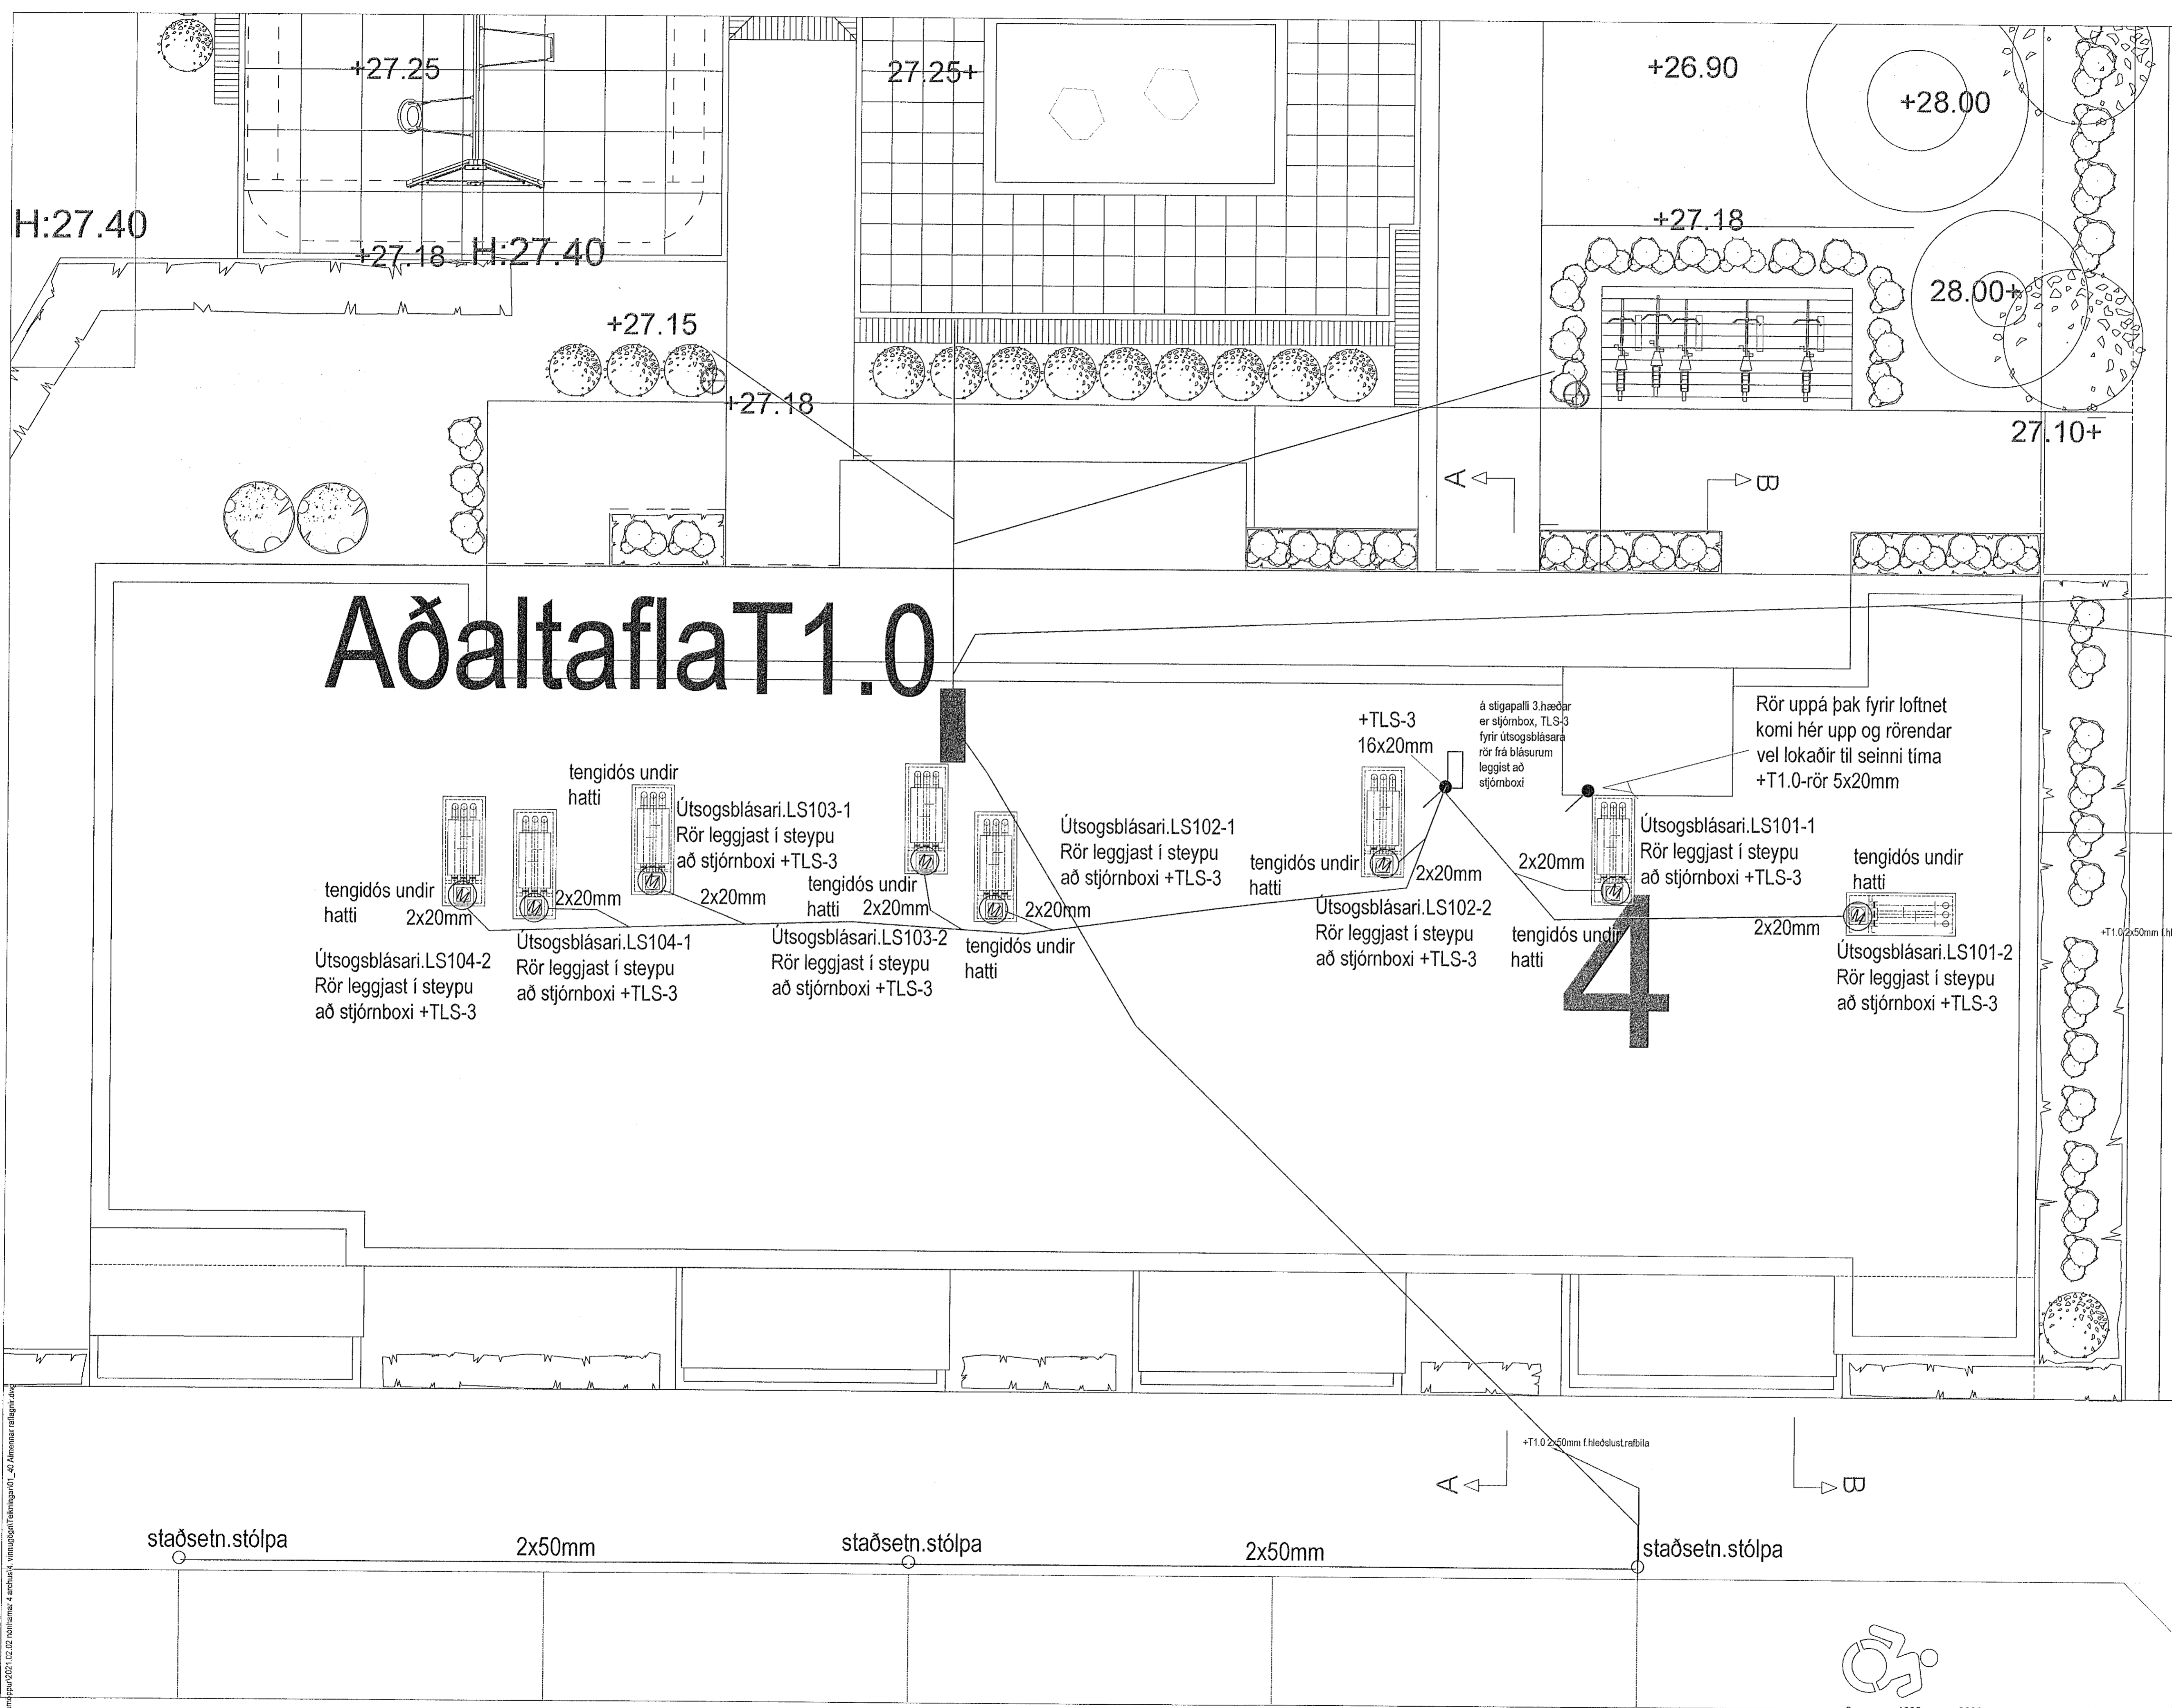 +27.25
27.25+
+26.90
+28.00
H:27.40
+27.18
H:27.40
+27.18
28.00+
+27.15
+27.18
27.10+
A
B
AðaltaflaT1.0
+TLS-3
16x20mm
á stigapalli 3.hæðar
er stjórnbox, TLS-3
fyrir útsogsblásara
rör frá blásurum
leggist að
stjórnboxi
Rör uppá þak fyrir loftnet
komi hér upp og rörendar
vel lokaðir til seinni tíma
+T1.0-rör 5x20mm
tengidós undir
hatti
Útsogsblásari.LS103-1
Rör leggjast í steypu
að stjórnboxi +TLS-3
Útsogsblásari.LS102-1
Rör leggjast í steypu
að stjórnboxi +TLS-3
Útsogsblásari.LS101-1
Rör leggjast í steypu
að stjórnboxi +TLS-3
tengidós undir
hatti
2x20mm
2x20mm
2x20mm
tengidós undir
hatti
2x20mm
2x20mm
tengidós undir
hatti
2x20mm
2x20mm
tengidós undir
hatti
2x20mm
Útsogsblásari.LS104-2
Rör leggjast í steypu
að stjórnboxi +TLS-3
Útsogsblásari.LS104-1
Rör leggjast í steypu
að stjórnboxi +TLS-3
Útsogsblásari.LS103-2
Rör leggjast í steypu
að stjórnboxi +TLS-3
tengidós undir
hatti
Útsogsblásari.LS102-2
Rör leggjast í steypu
að stjórnboxi +TLS-3
tengidós undir
hatti
4
Útsogsblásari.LS101-2
Rör leggjast í steypu
að stjórnboxi +TLS-3
+T1.0 2x50mm
+T1.0 2x50mm f.hleðslust.rafbíla
A
B
staðsetn.stólpa
2x50mm
staðsetn.stólpa
2x50mm
staðsetn.stólpa